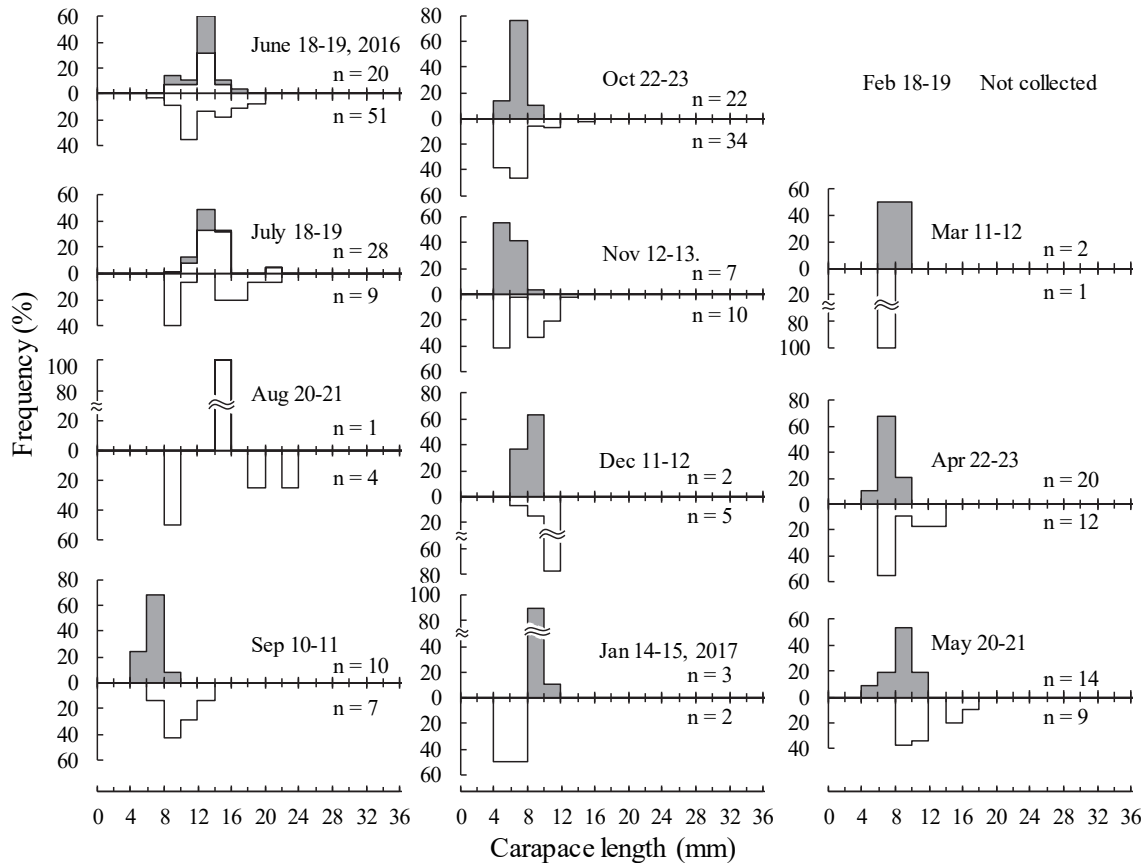 Frequency (%)
60
40
20
0
20
40
June 18-19, 2016
n = 20
n = 51
60
40
20
0
20
40
July 18-19
n = 28
n = 9
100
80
20
0
20
40
60
Aug 20-21
n = 1
n = 4
80
60
40
20
0
20
40
60
Sep 10-11
n = 10
n = 7
0 4 8 12 16 20 24 28 32 36
80
60
40
20
0
20
40
60
Oct 22-23
n = 22
n = 34
60
40
20
0
20
40
60
Nov 12-13.
n = 7
n = 10
80
60
40
20
0
20
60
80
Dec 11-12
n = 2
n = 5
100
80
40
20
0
20
40
60
Jan 14-15, 2017
n = 3
n = 2
0 4 8 12 16 20 24 28 32 36
Feb 18-19 Not collected
60
40
20
0
20
80
100
Mar 11-12
n = 2
n = 1
80
60
40
20
0
20
40
60
Apr 22-23
n = 20
n = 12
60
40
20
0
20
40
May 20-21
n = 14
n = 9
0 4 8 12 16 20 24 28 32 36
Carapace length (mm)